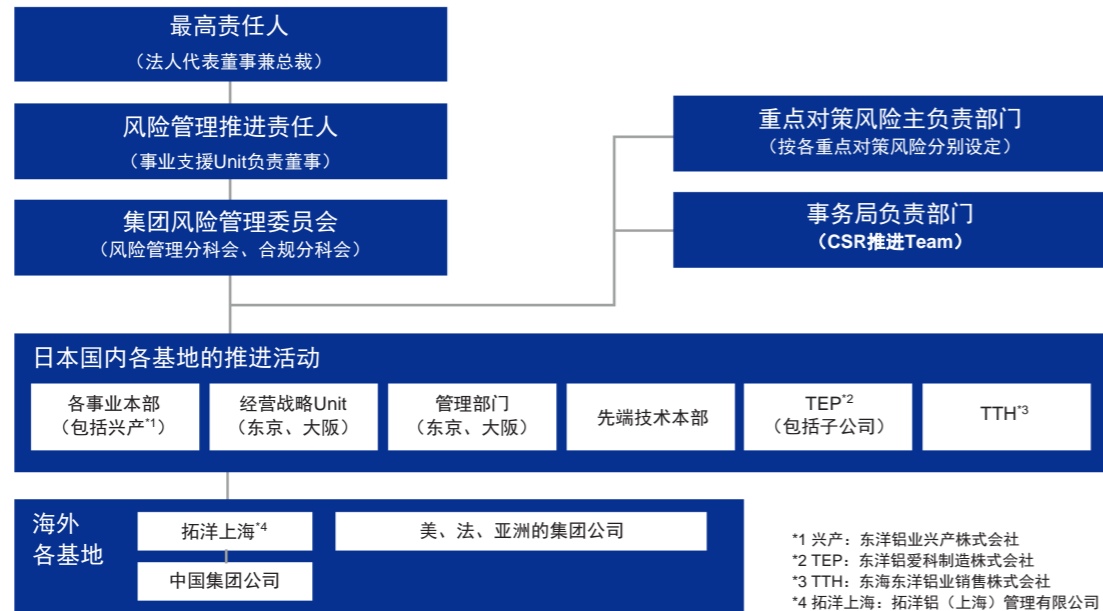 最高责任人
（法人代表董事兼总裁）
风险管理推进责任人
（事业支援Unit负责董事）
集团风险管理委员会
（风险管理分科会、合规分科会）
重点对策风险主负责部门
（按各重点对策风险分别设定）
事务局负责部门
（CSR推进Team）
日本国内各基地的推进活动
各事业本部
（包括兴产*1）
经营战略Unit
（东京、大阪）
管理部门
（东京、大阪）
先端技术本部
TEP*2
（包括子公司）
TTH*3
海外
各基地
拓洋上海*4
中国集团公司
美、法、亚洲的集团公司
*1 兴产：东洋铝业兴产株式会社
*2 TEP：东洋铝爱科制造株式会社
*3 TTH：东海东洋铝业销售株式会社
*4 拓洋上海：拓洋铝（上海）管理有限公司